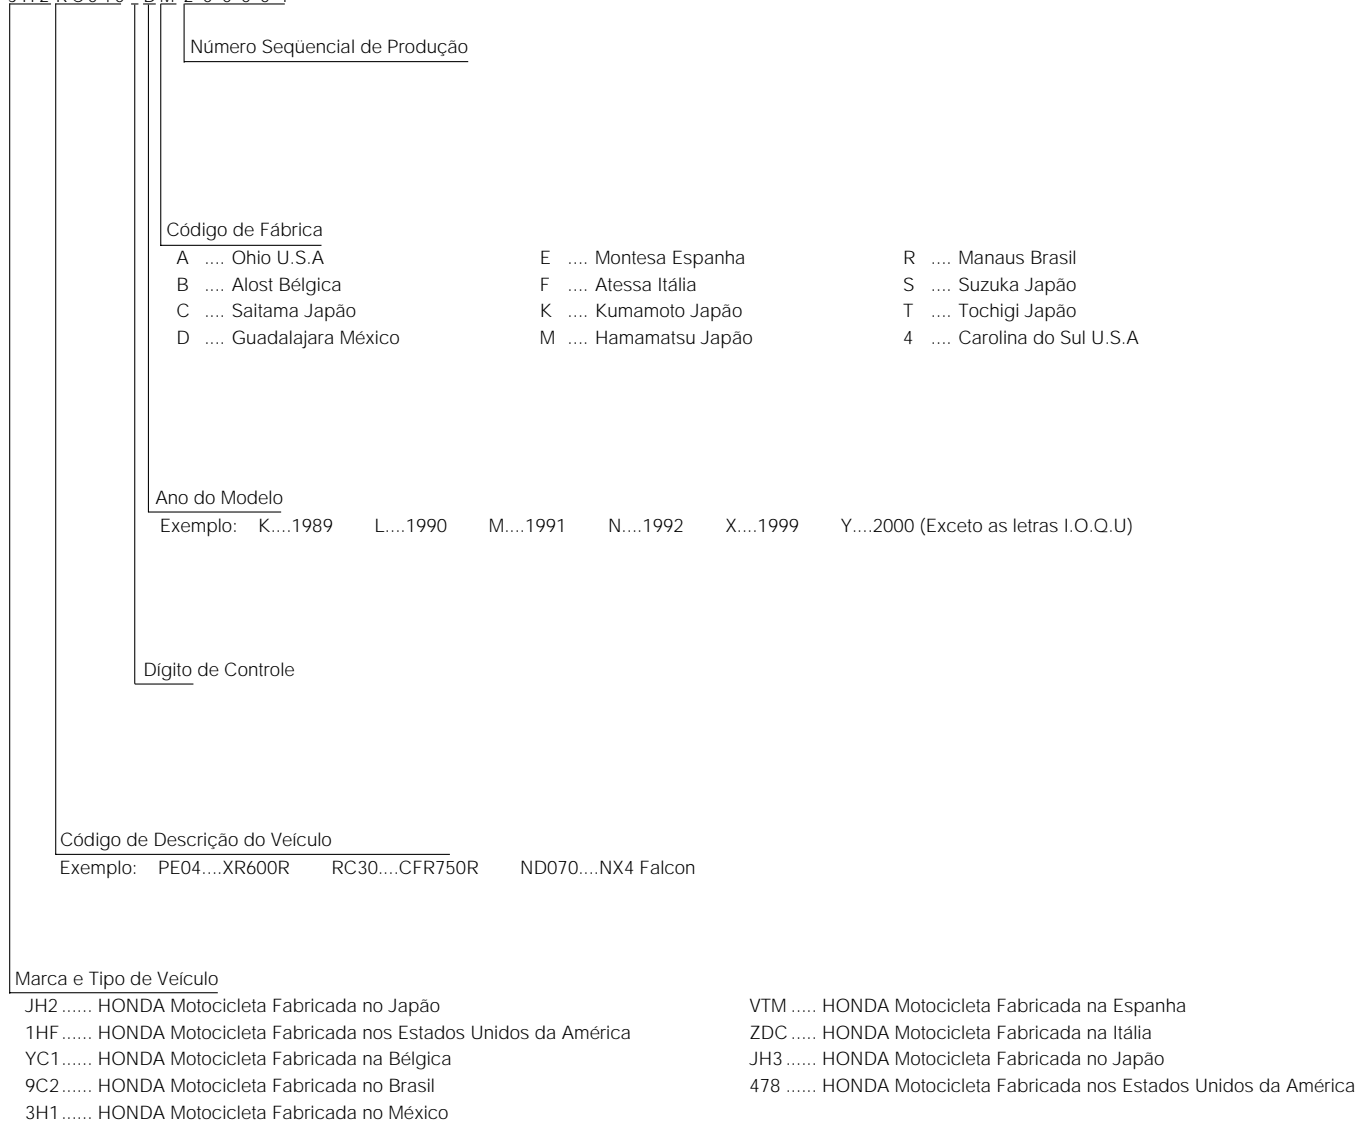 Número Seqüencial de Produção
Código de Fábrica
A .... Ohio U.S.A E .... Montesa Espanha R .... Manaus Brasil
B .... Alost Bélgica F .... Atessa Itália S .... Suzuka Japão
C .... Saitama Japão K .... Kumamoto Japão T .... Tochigi Japão
D .... Guadalajara México M .... Hamamatsu Japão 4 .... Carolina do Sul U.S.A
Ano do Modelo
Exemplo: K....1989 L....1990 M....1991 N....1992 X....1999 Y....2000 (Exceto as letras I.O.Q.U)
Dígito de Controle
Código de Descrição do Veículo
Exemplo: PE04....XR600R RC30....CFR750R ND070....NX4 Falcon
Marca e Tipo de Veículo
JH2 ...... HONDA Motocicleta Fabricada no Japão VTM ..... HONDA Motocicleta Fabricada na Espanha
1HF ...... HONDA Motocicleta Fabricada nos Estados Unidos da América ZDC ..... HONDA Motocicleta Fabricada na Itália
YC1 ...... HONDA Motocicleta Fabricada na Bélgica JH3 ...... HONDA Motocicleta Fabricada no Japão
9C2 ...... HONDA Motocicleta Fabricada no Brasil 478 ...... HONDA Motocicleta Fabricada nos Estados Unidos da América
3H1 ...... HONDA Motocicleta Fabricada no México